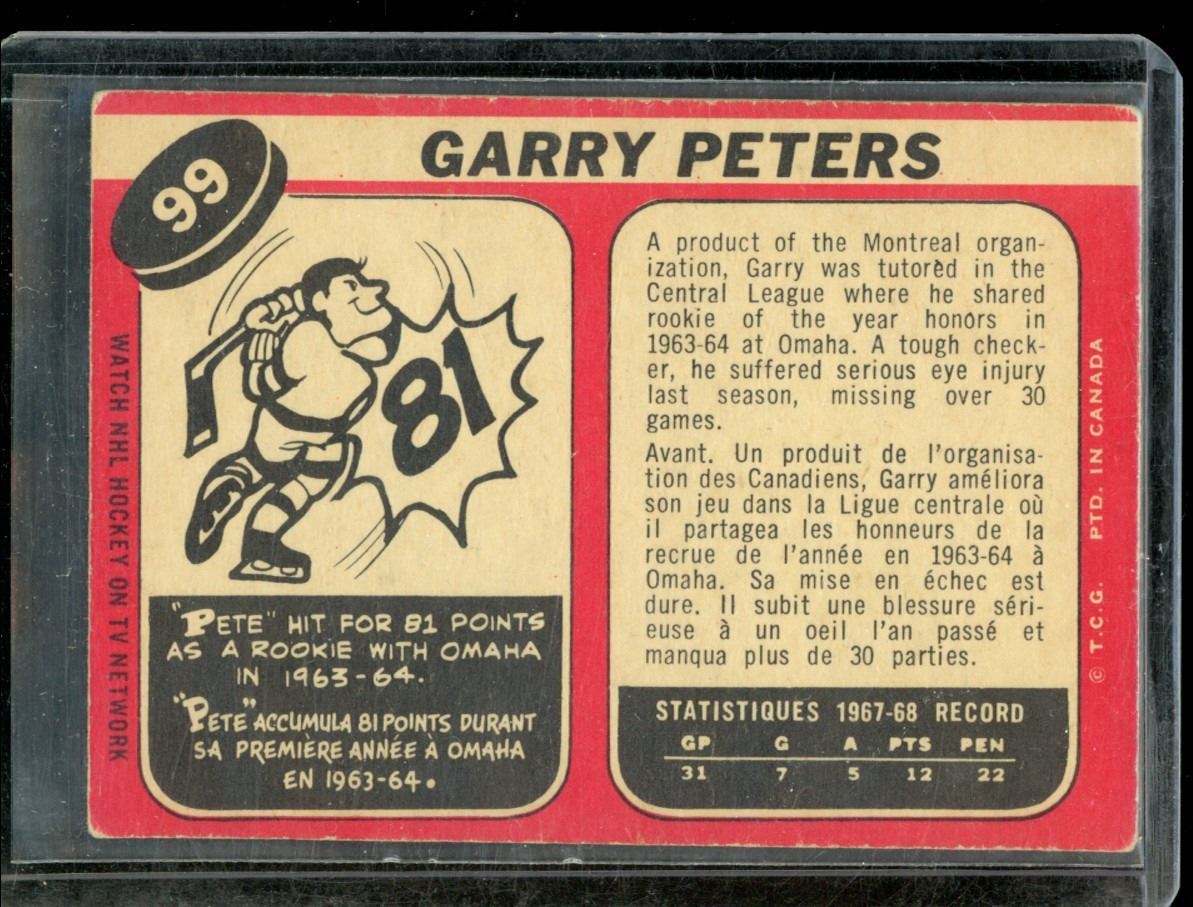 GARRY PETERS
99
81
"PETE" HIT FOR 81 POINTS
AS A ROOKIE WITH OMAHA
IN 1963-64.
"PETE" ACCUMULA 81 POINTS DURANT
SA PREMIÈRE ANNÉE À OMAHA
EN 1963-64.
WATCH NHL HOCKEY ON TV NETWORK
A product of the Montreal organ-
ization, Garry was tutored in the
Central League where he shared
rookie of the year honors in
1963-64 at Omaha. A tough check-
er, he suffered serious eye injury
last season, missing over 30
games.
Avant. Un produit de l'organisa-
tion des Canadiens, Garry améliora
son jeu dans la Ligue centrale où
il partagea les honneurs de la
recrue de l'année en 1963-64 à
Omaha. Sa mise en échec est
dure. Il subit une blessure séri-
euse à un oeil l'an passé et
manqua plus de 30 parties.
STATISTIQUES 1967-68 RECORD
GP G A PTS PEN
31 7 5 12 22
© T.C.G. PTD. IN CANADA